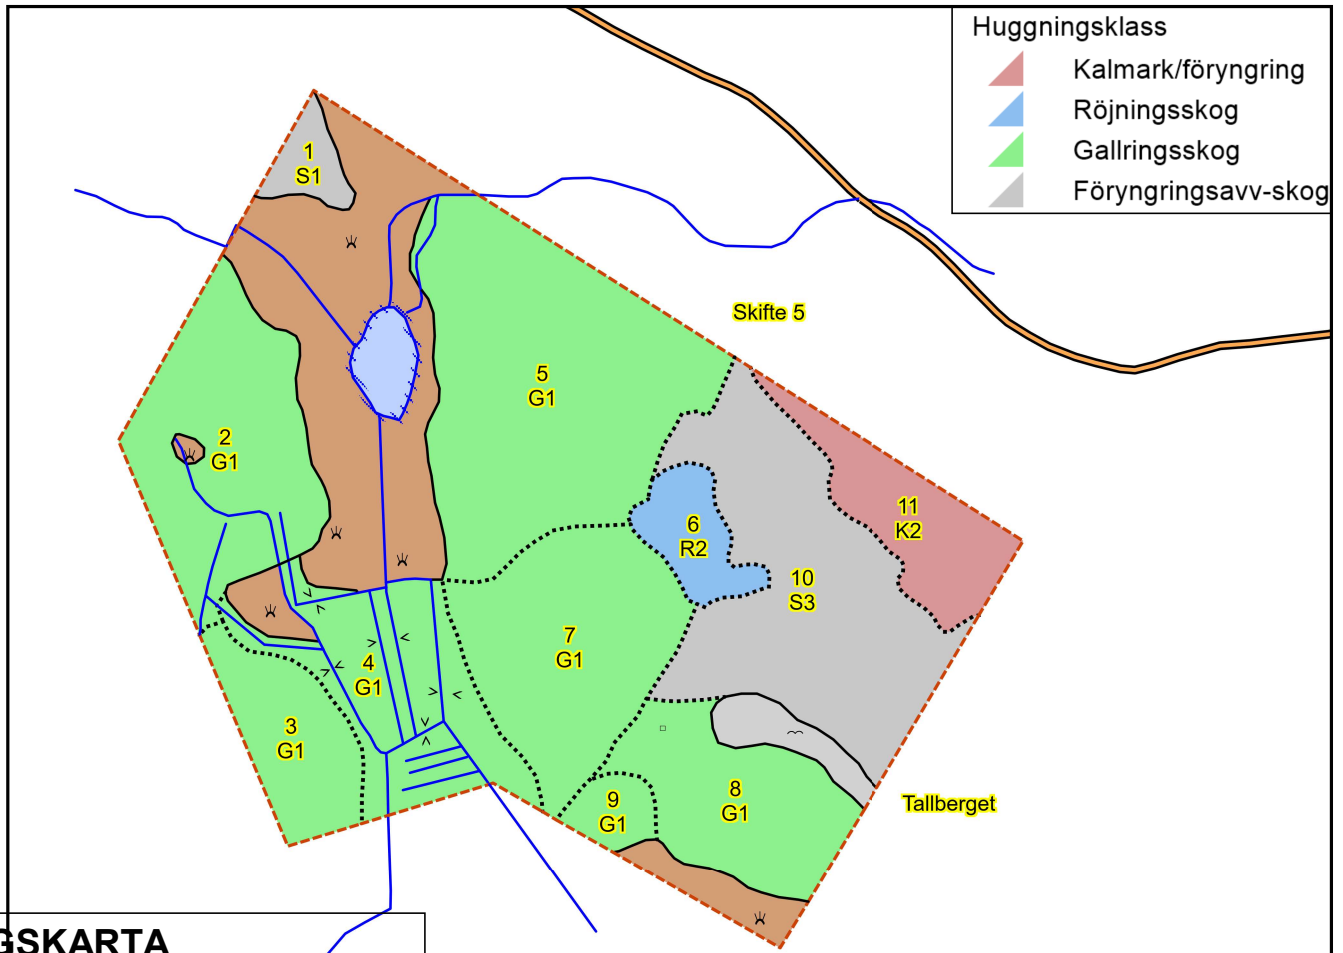 Huggningsklass
Kalmark/föryngring
Röjningsskog
Gallringsskog
Föryngringsavv-skog
1
S1
Skifte 5
5
G1
2
G1
11
K2
6
R2
10
S3
7
G1
4
G1
3
G1
8
G1
9
G1
Tallberget
GSKARTA